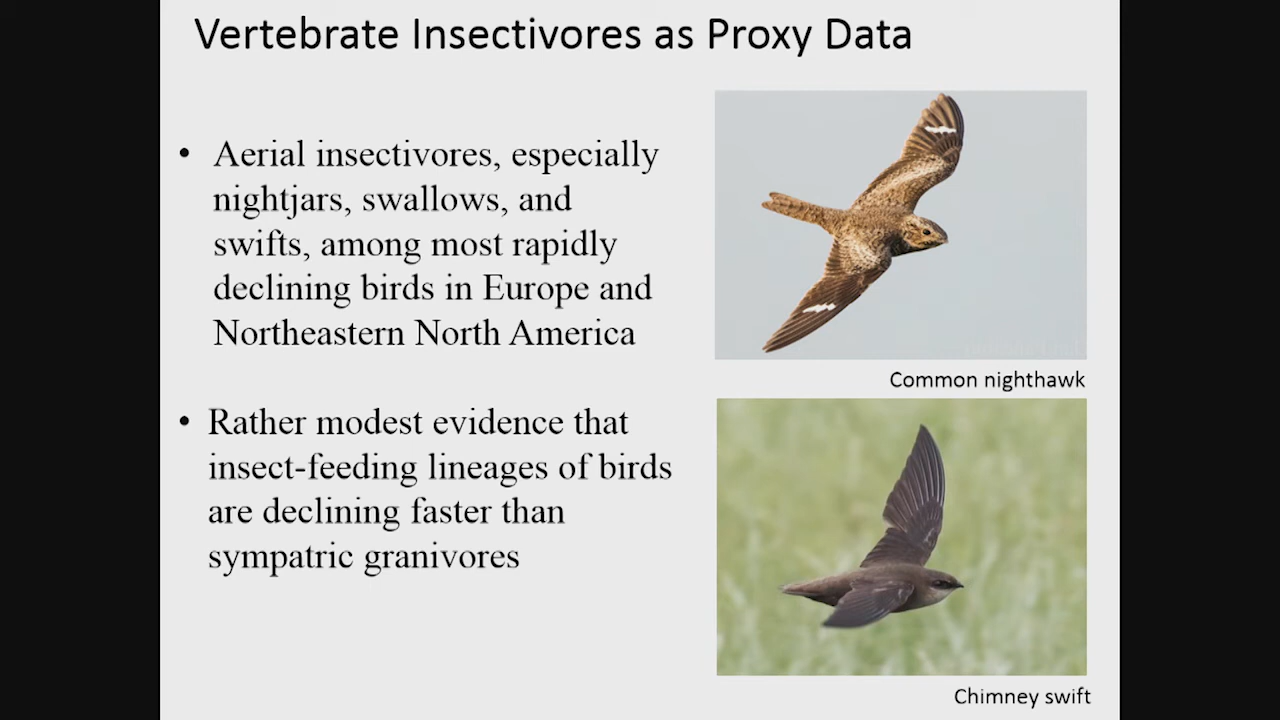 Vertebrate Insectivores as Proxy Data
• Aerial insectivores, especially
nightjars, swallows, and
swifts, among most rapidly
declining birds in Europe and
Northeastern North America
• Rather modest evidence that
insect-feeding lineages of birds
are declining faster than
sympatric granivores
Common nighthawk
Chimney swift